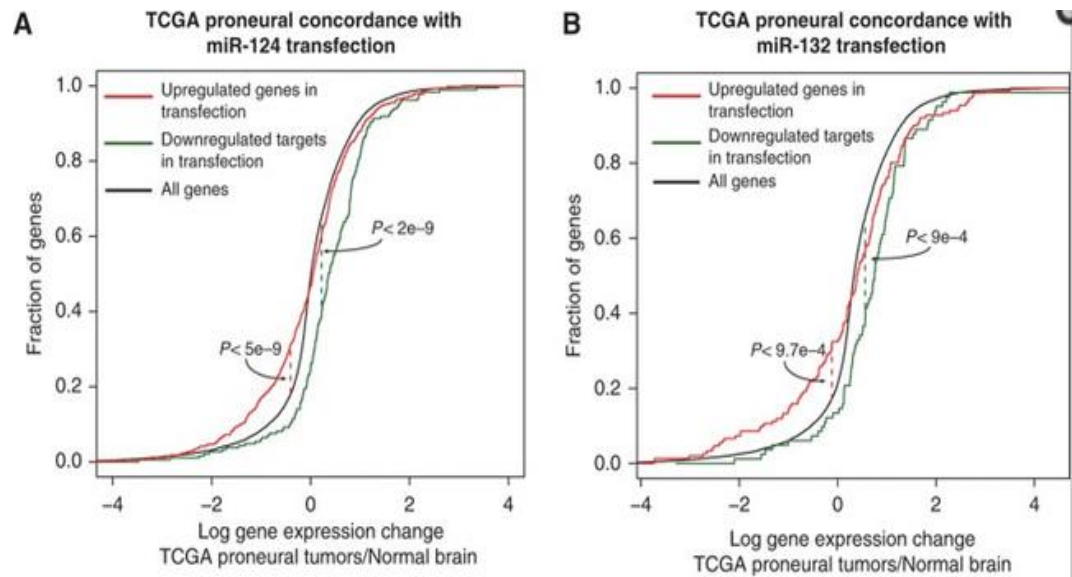 A
TCGA proneural concordance with
miR-124 transfection
Fraction of genes
1.0
0.8
0.6
0.4
0.2
0.0
Upregulated genes in
transfection
Downregulated targets
in transfection
All genes
P< 2e–9
P< 5e–9
–4
–2
0
2
4
Log gene expression change
TCGA proneural tumors/Normal brain
B
TCGA proneural concordance with
miR-132 transfection
Fraction of genes
1.0
0.8
0.6
0.4
0.2
0.0
Upregulated genes in
transfection
Downregulated targets
in transfection
All genes
P< 9e–4
P< 9.7e–4
–4
–2
0
2
4
Log gene expression change
TCGA proneural tumors/Normal brain